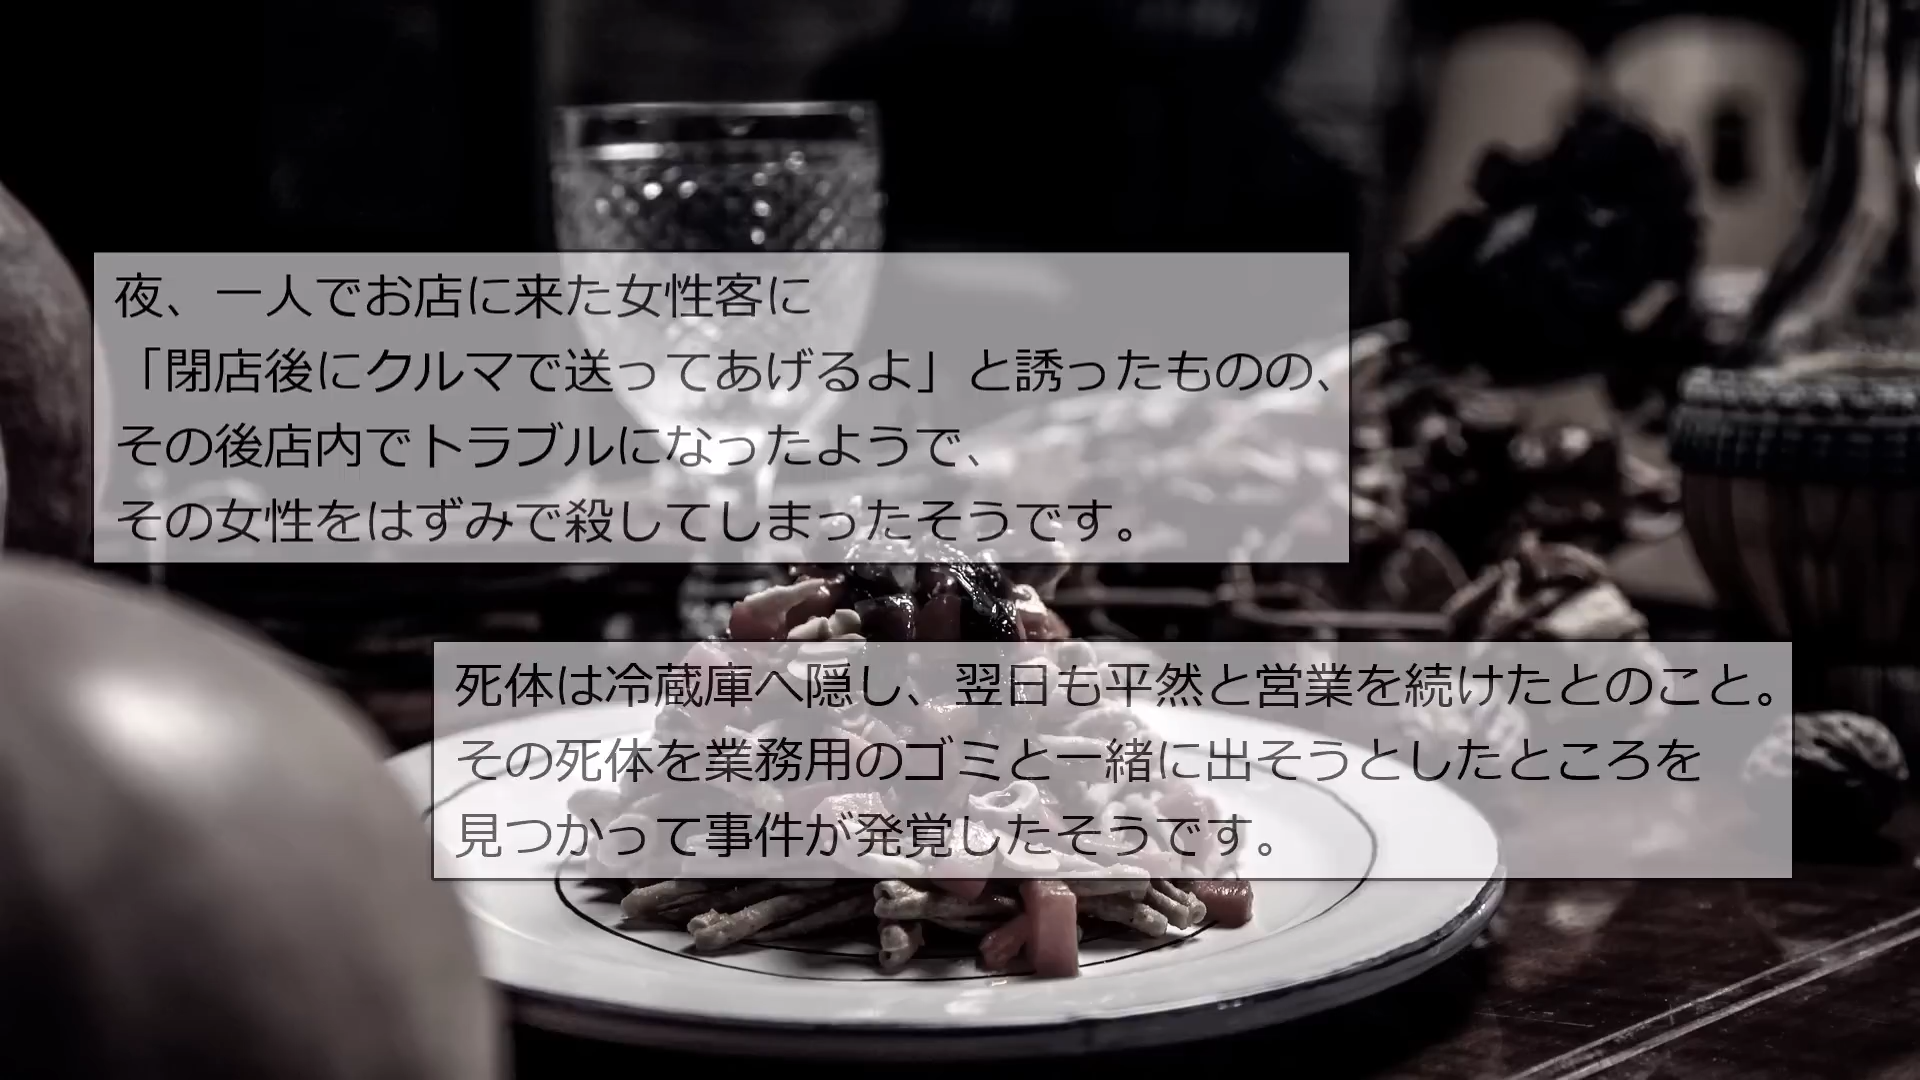 夜、一人でお店に来た女性客に
「閉店後にクルマで送ってあげるよ」と誘ったものの、
その後店内でトラブルになったようで、
その女性をはずみで殺してしまったそうです。
死体は冷蔵庫へ隠し、翌日も平然と営業を続けたとのこと。
その死体を業務用のゴミと一緒に出そうとしたところを
見つかって事件が発覚したそうです。